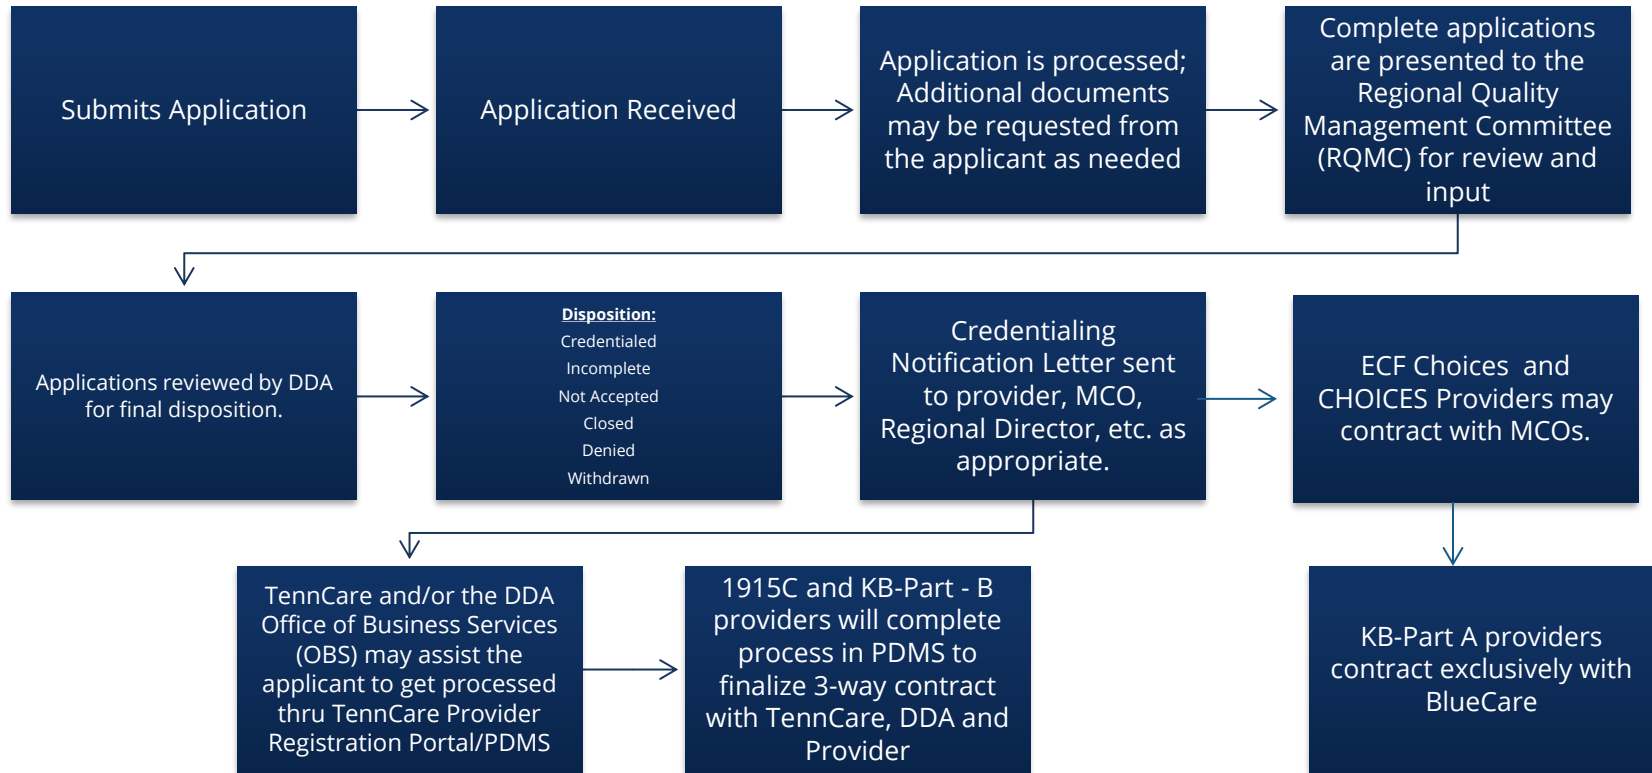 Submits Application
Application Received
Application is processed;
Additional documents
may be requested from
the applicant as needed
Complete applications
are presented to the
Regional Quality
Management Committee
(RQMC) for review and
input
Applications reviewed by DDA
for final disposition.
Disposition:
Credentialed
Incomplete
Not Accepted
Closed
Denied
Withdrawn
Credentialing
Notification Letter sent
to provider, MCO,
Regional Director, etc. as
appropriate.
ECF Choices and
CHOICES Providers may
contract with MCOs.
TennCare and/or the DDA
Office of Business Services
(OBS) may assist the
applicant to get processed
thru TennCare Provider
Registration Portal/PDMS
1915C and KB-Part - B
providers will complete
process in PDMS to
finalize 3-way contract
with TennCare, DDA and
Provider
KB-Part A providers
contract exclusively with
BlueCare